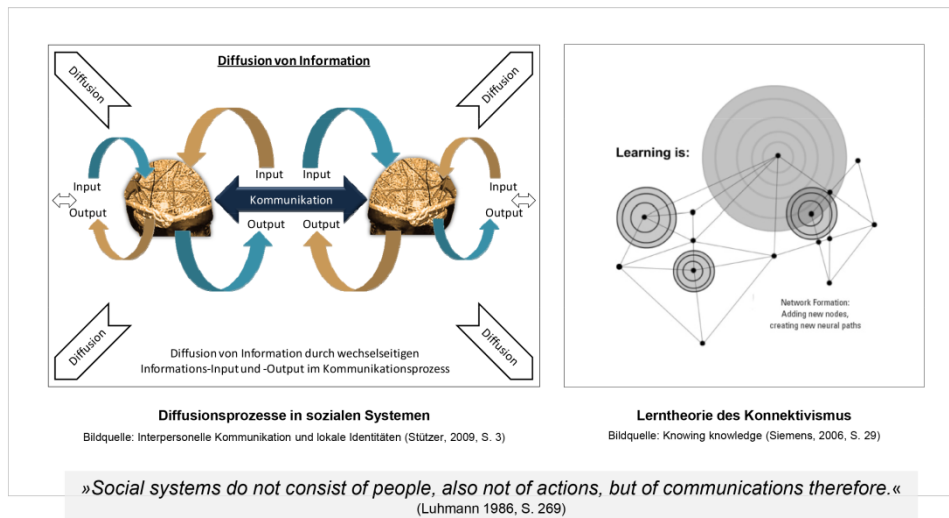 Diffusion von Information
Diffusion
Diffusion
Input
Input
Input
Input
Kommunikation
Output
Output
Output
Output
Diffusion
Diffusion
Diffusion von Information durch wechselseitigen
Informations-Input und -Output im Kommunikationsprozess
Learning is:
Network Formation:
Adding new nodes,
creating new neural paths
Diffusionsprozesse in sozialen Systemen
Bildquelle: Interpersonelle Kommunikation und lokale Identitäten (Stützer, 2009, S. 3)
Lerntheorie des Konnektivismus
Bildquelle: Knowing knowledge (Siemens, 2006, S. 29)
»Social systems do not consist of people, also not of actions, but of communications therefore.«
(Luhmann 1986, S. 269)